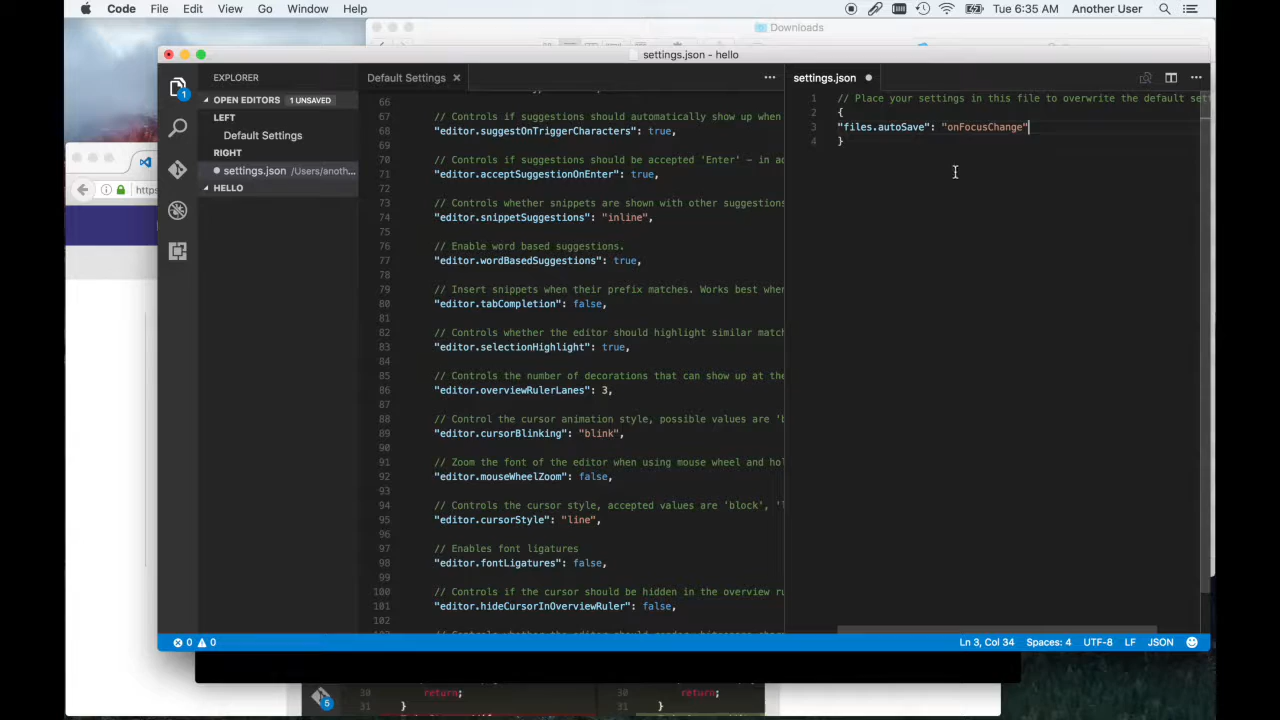 Code File Edit View Go Window Help
Tue 6:35 AM Another User
Downloads
settings.json - hello
EXPLORER
OPEN EDITORS 1 UNSAVED
LEFT
Default Settings
RIGHT
settings.json /Users/anoth...
HELLO
1
https
Default Settings
66
67 // Controls if suggestions should automatically show up when
68 "editor.suggestOnTriggerCharacters": true,
69
70 // Controls if suggestions should be accepted 'Enter' - in ad
71 "editor.acceptSuggestionOnEnter": true,
72
73 // Controls whether snippets are shown with other suggestions
74 "editor.snippetSuggestions": "inline",
75
76 // Enable word based suggestions.
77 "editor.wordBasedSuggestions": true,
78
79 // Insert snippets when their prefix matches. Works best when
80 "editor.tabCompletion": false,
81
82 // Controls whether the editor should highlight similar matc
83 "editor.selectionHighlight": true,
84
85 // Controls the number of decorations that can show up at the
86 "editor.overviewRulerLanes": 3,
87
88 // Control the cursor animation style, possible values are 'b
89 "editor.cursorBlinking": "blink",
90
91 // Zoom the font of the editor when using mouse wheel and hol
92 "editor.mouseWheelZoom": false,
93
94 // Controls the cursor style, accepted values are 'block', 'l
95 "editor.cursorStyle": "line",
96
97 // Enables font ligatures
98 "editor.fontLigatures": false,
99
100 // Controls if the cursor should be hidden in the overview ru
101 "editor.hideCursorInOverviewRuler": false,
102
settings.json
1 // Place your settings in this file to overwrite the default set
2 {
3 "files.autoSave": "onFocusChange"
4 }
0 0
Ln 3, Col 34 Spaces: 4 UTF-8 LF JSON
5
30 return;
31 }
30 return;
31 }